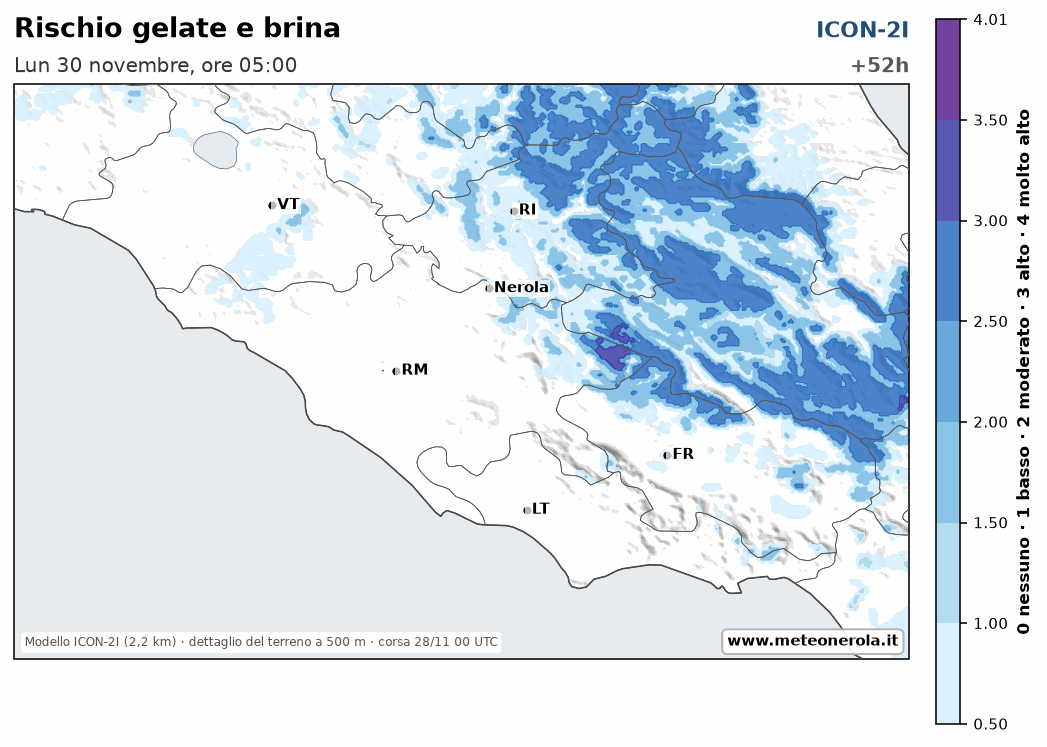 Rischio gelate e brina
ICON-2I
Lun 30 novembre, ore 05:00
+52h
VT
RI
Nerola
RM
FR
LT
Modello ICON-2I (2,2 km) · dettaglio del terreno a 500 m · corsa 28/11 00 UTC
www.meteonerola.it
4.01
3.50
3.00
2.50
2.00
1.50
1.00
0.50
0 nessuno · 1 basso · 2 moderato · 3 alto · 4 molto alto